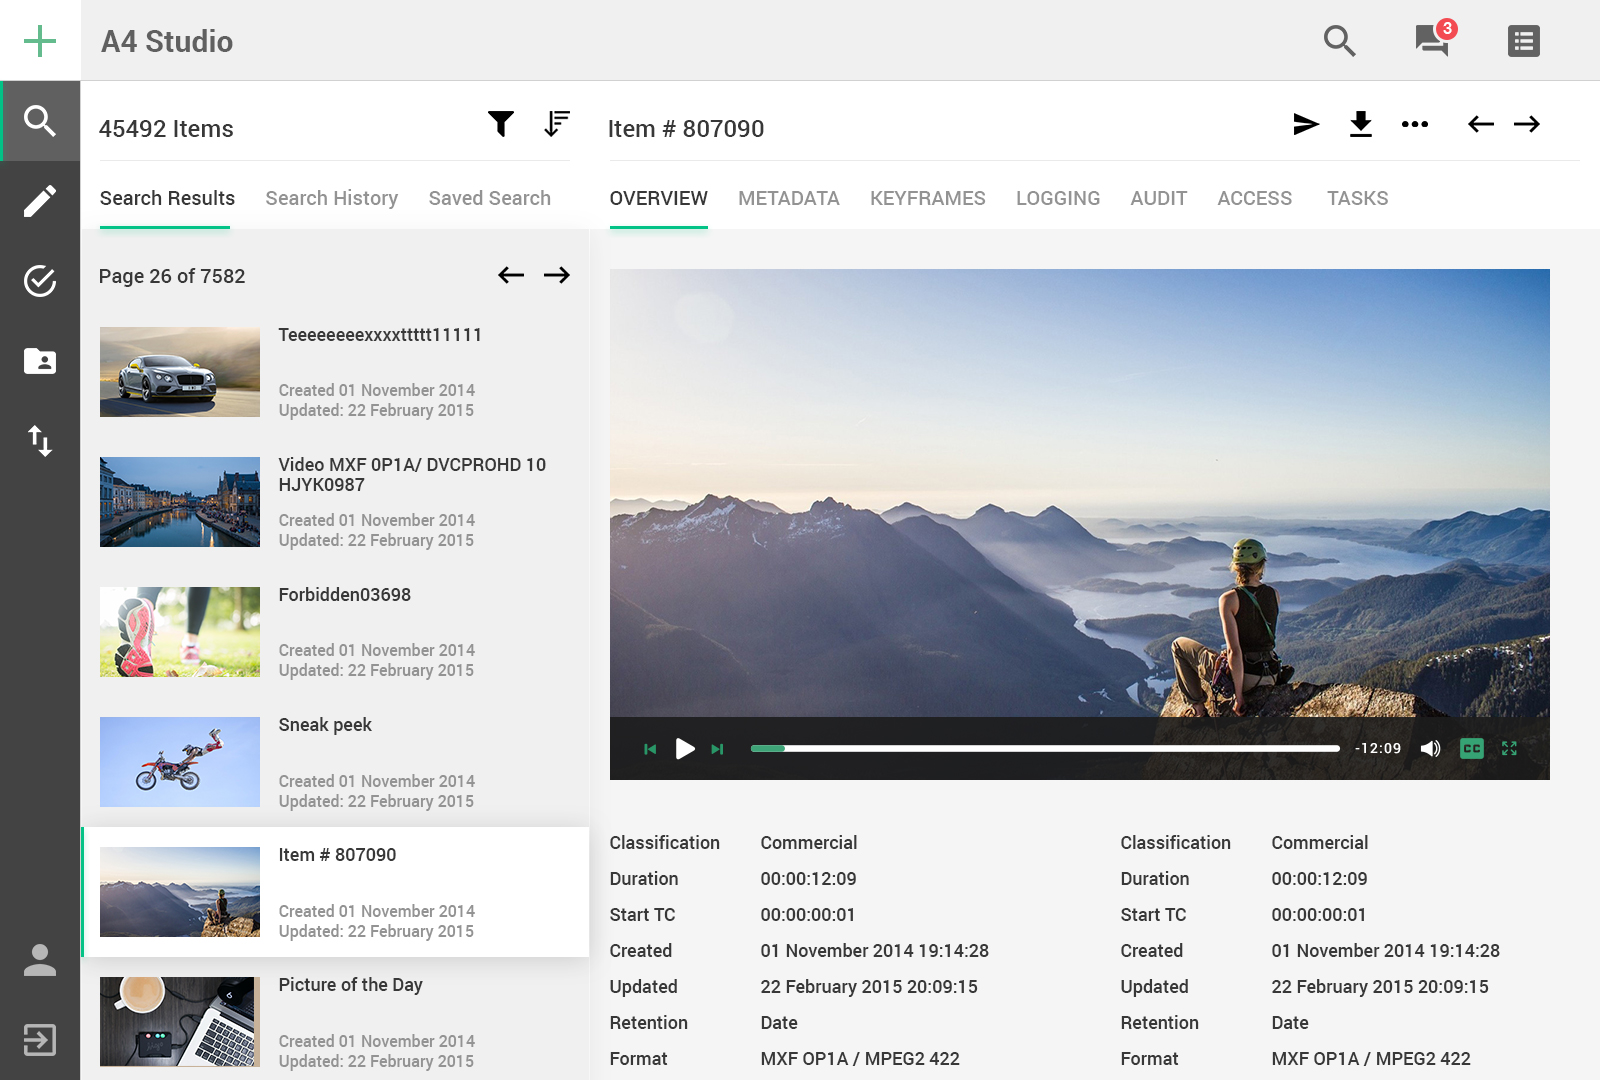 A4 Studio
3
45492 Items
Search Results
Search History
Saved Search
Page 26 of 7582
Teeeeeeeexxxxttttt11111
Created 01 November 2014
Updated: 22 February 2015
Video MXF 0P1A/ DVCPROHD 10
HJYK0987
Created 01 November 2014
Updated: 22 February 2015
Forbidden03698
Created 01 November 2014
Updated: 22 February 2015
Sneak peek
Created 01 November 2014
Updated: 22 February 2015
Item # 807090
Created 01 November 2014
Updated: 22 February 2015
Picture of the Day
Created 01 November 2014
Updated: 22 February 2015
Item # 807090
OVERVIEW
METADATA
KEYFRAMES
LOGGING
AUDIT
ACCESS
TASKS
-12:09
CC
Classification Commercial
Duration 00:00:12:09
Start TC 00:00:00:01
Created 01 November 2014 19:14:28
Updated 22 February 2015 20:09:15
Retention Date
Format MXF OP1A / MPEG2 422
Classification Commercial
Duration 00:00:12:09
Start TC 00:00:00:01
Created 01 November 2014 19:14:28
Updated 22 February 2015 20:09:15
Retention Date
Format MXF OP1A / MPEG2 422